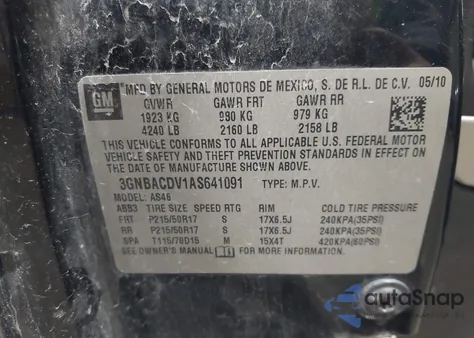 GM
MFD BY GENERAL MOTORS DE MEXICO, S. DE R.L. DE C.V. 05/10
GVWR GAWR FRT GAWR RR
1923 KG 980 KG 979 KG
4240 LB 2160 LB 2158 LB
THIS VEHICLE CONFORMS TO ALL APPLICABLE U.S. FEDERAL MOTOR
VEHICLE SAFETY AND THEFT PREVENTION STANDARDS IN EFFECT ON
THE DATE OF MANUFACTURE SHOWN ABOVE.
3GNBACDV1AS641091 TYPE: M.P.V.
MODEL: AS46
A9B3 TIRE SIZE SPEED RTG RIM COLD TIRE PRESSURE
FRT P215/50R17 S 17X6.5J 240KPA(35PSI)
RR P215/50R17 S 17X6.5J 240KPA(35PSI)
SPA T115/70D15 M 15X4T 420KPA(60PSI)
SEE OWNER'S MANUAL FOR MORE INFORMATION.
autoSnap